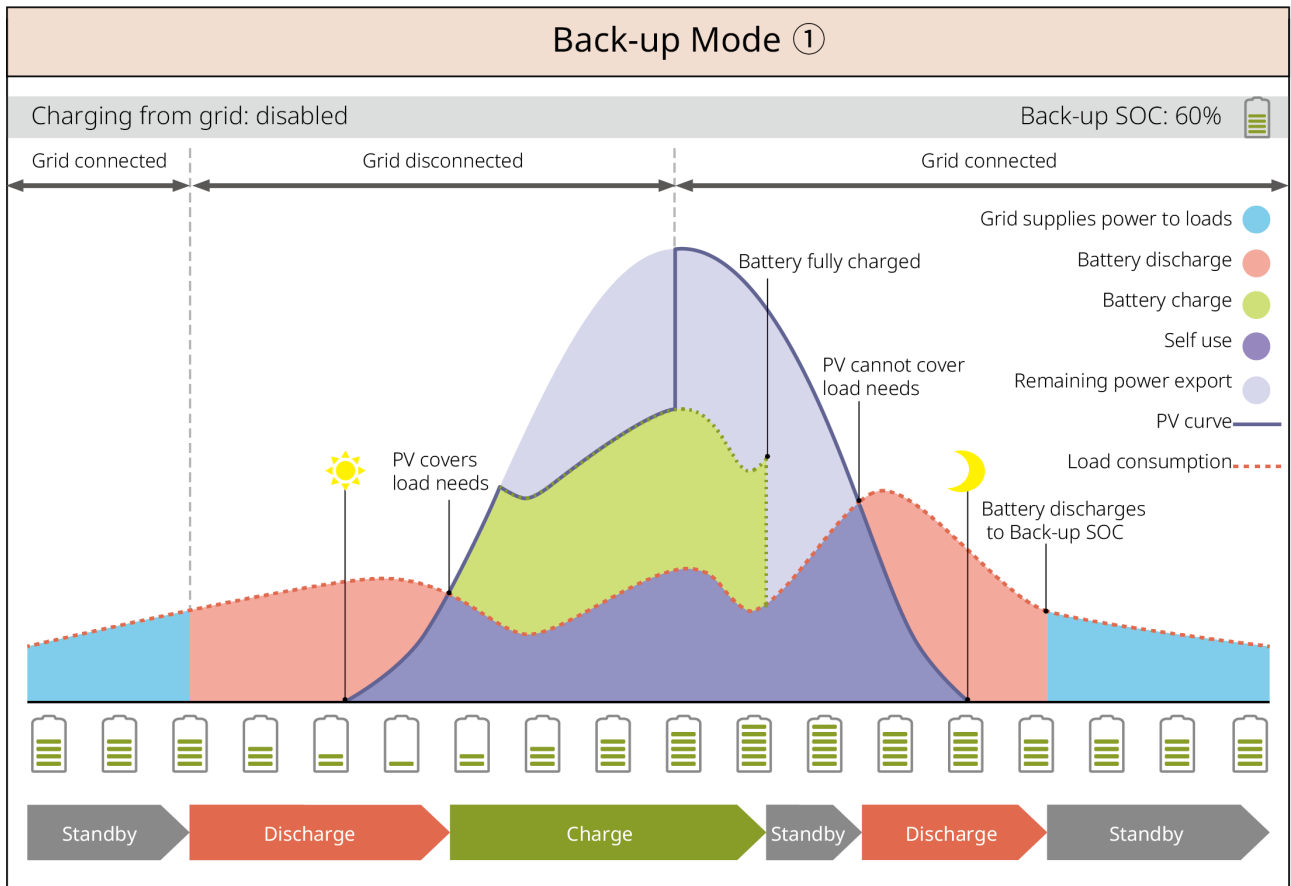 Back-up Mode ①
Charging from grid: disabled
Back-up SOC: 60%
Grid connected
Grid disconnected
Grid connected
Grid supplies power to loads
Battery discharge
Battery charge
Self use
Remaining power export
PV curve
Load consumption
Battery fully charged
PV cannot cover
load needs
PV covers
load needs
Battery discharges
to Back-up SOC
Standby
Discharge
Charge
Standby
Discharge
Standby